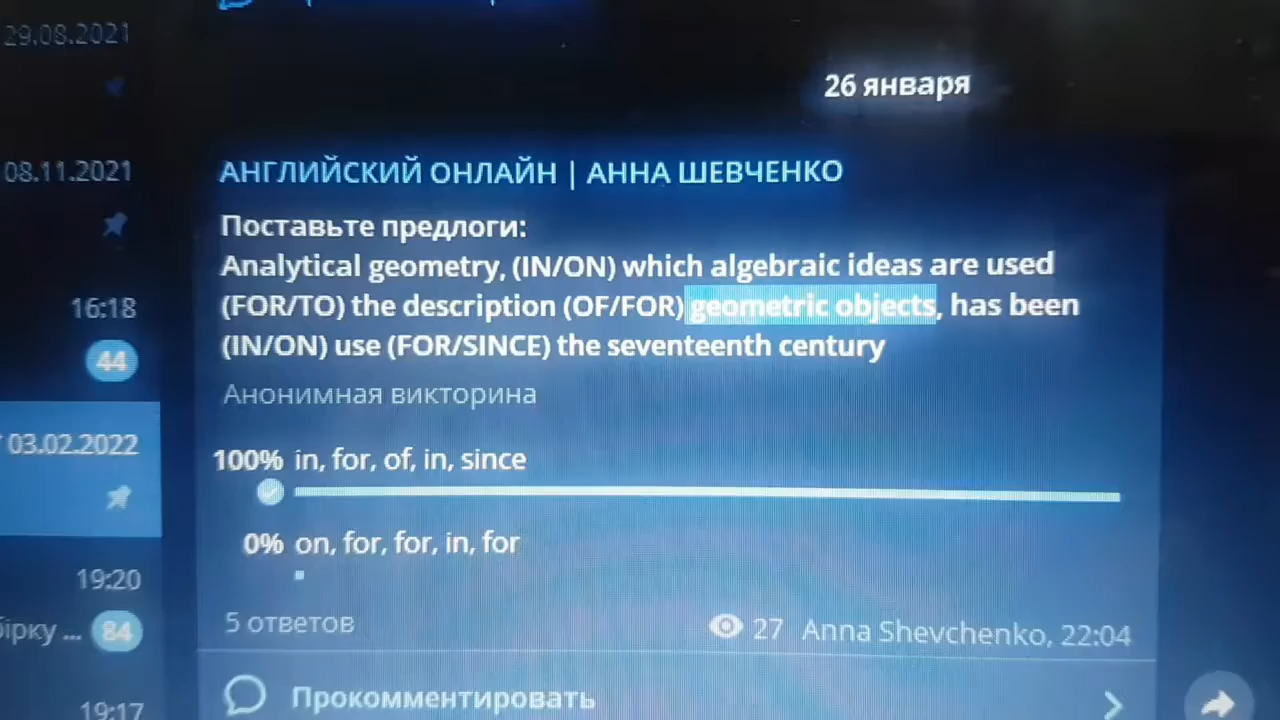 29.08.2021
26 января
08.11.2021
АНГЛИЙСКИЙ ОНЛАЙН | АННА ШЕВЧЕНКО
Поставьте предлоги:
Analytical geometry, (IN/ON) which algebraic ideas are used
(FOR/TO) the description (OF/FOR) geometric objects, has been
(IN/ON) use (FOR/SINCE) the seventeenth century
16:18
44
Анонимная викторина
03.02.2022
100% in, for, of, in, since
0% on, for, for, in, for
19:20
84
5 ответов
27 Anna Shevchenko, 22:04
Прокомментировать
19:17